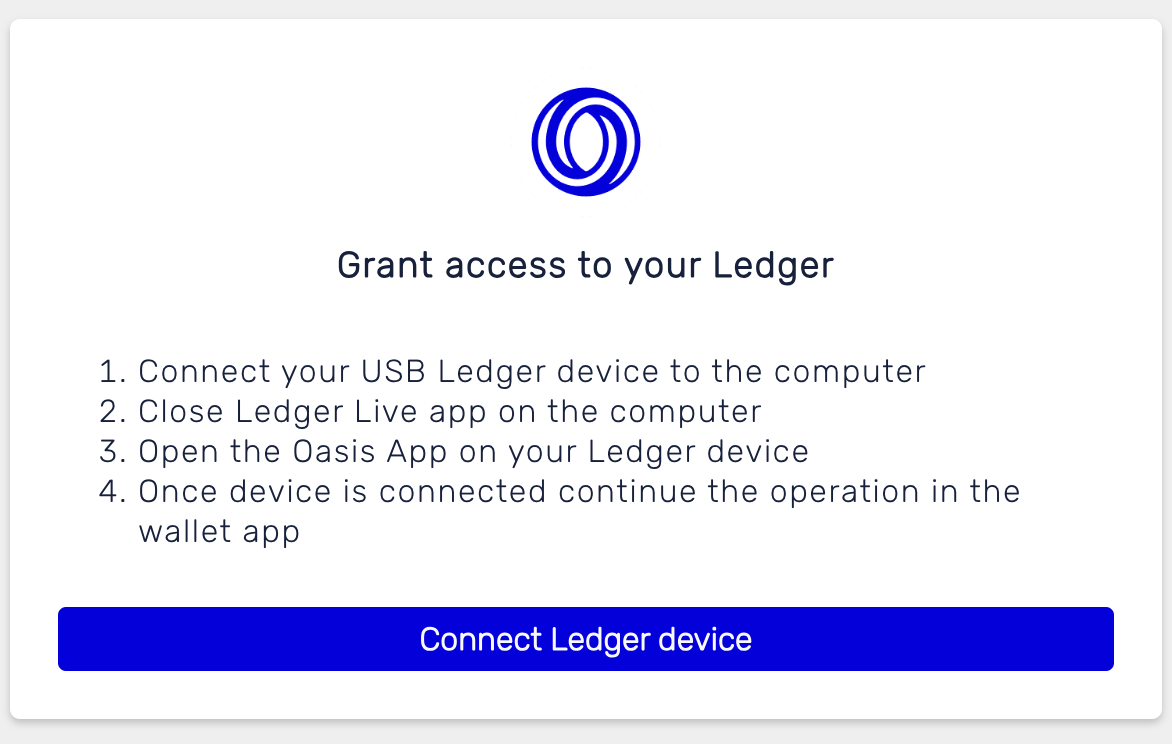 Grant access to your Ledger
1. Connect your USB Ledger device to the computer
2. Close Ledger Live app on the computer
3. Open the Oasis App on your Ledger device
4. Once device is connected continue the operation in the
wallet app
Connect Ledger device